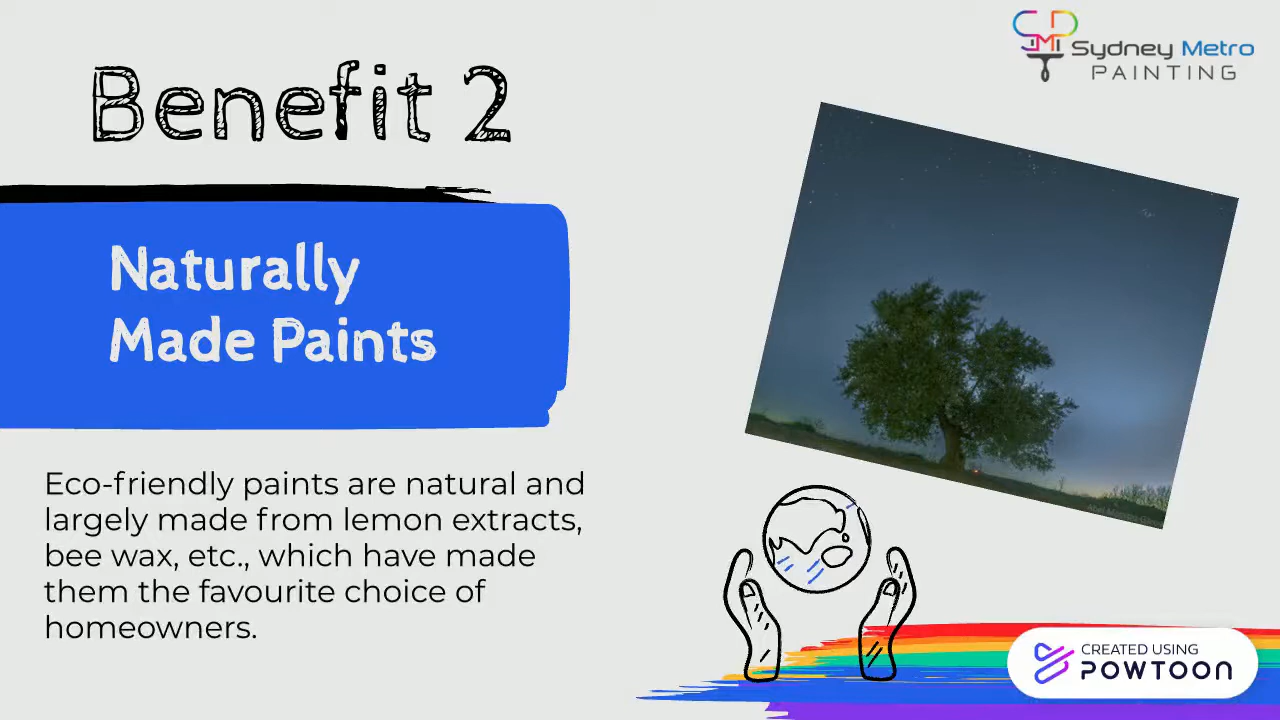 Sydney Metro
PAINTING
Benefit 2
Naturally
Made Paints
Eco-friendly paints are natural and
largely made from lemon extracts,
bee wax, etc., which have made
them the favourite choice of
homeowners.
CREATED USING
POWTOON